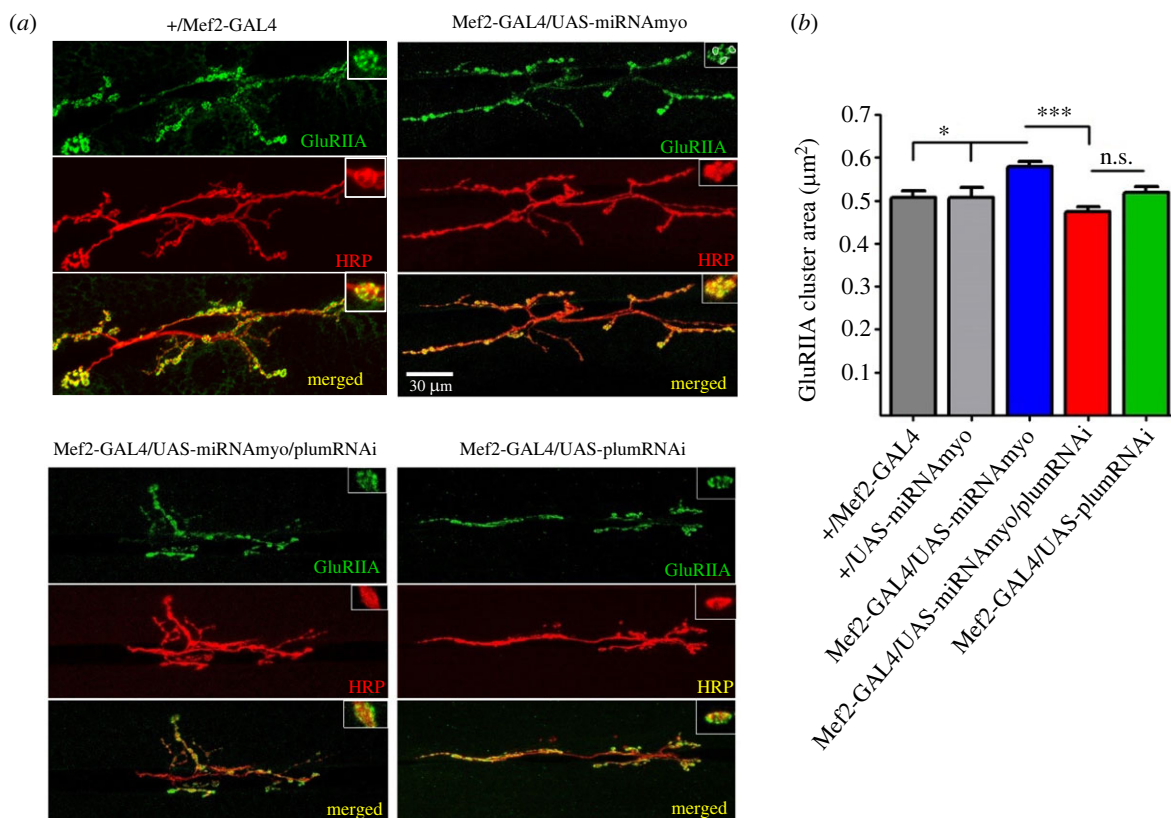 (a)
+/Mef2-GAL4
Mef2-GAL4/UAS-miRNAmyo
GluRIIA
GluRIIA
HRP
HRP
merged
30 μm
merged
Mef2-GAL4/UAS-miRNAmyo/plumRNAi
Mef2-GAL4/UAS-plumRNAi
GluRIIA
GluRIIA
HRP
HRP
merged
merged
(b)
GluRIIA cluster area (μm²)
0.7
0.6
0.5
0.4
0.3
0.2
0.1
*
***
n.s.
+/Mef2-GAL4
+/UAS-miRNAmyo
Mef2-GAL4/UAS-miRNAmyo
Mef2-GAL4/UAS-miRNAmyo/plumRNAi
Mef2-GAL4/UAS-plumRNAi